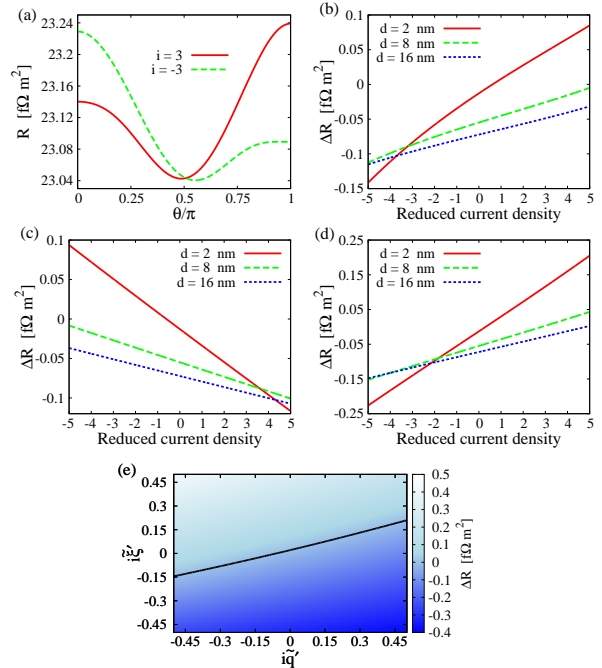 (a)
R [fΩ m²]
23.24
23.2
23.16
23.12
23.08
23.04
i = 3
i = -3
0 0.25 0.5 0.75 1
θ/π
(b)
ΔR [fΩ m²]
0.1
0.05
0
-0.05
-0.1
-0.15
d = 2 nm
d = 8 nm
d = 16 nm
-5 -4 -3 -2 -1 0 1 2 3 4 5
Reduced current density
(c)
ΔR [fΩ m²]
0.1
0.05
0
-0.05
-0.1
d = 2 nm
d = 8 nm
d = 16 nm
-5 -4 -3 -2 -1 0 1 2 3 4 5
Reduced current density
(d)
ΔR [fΩ m²]
0.25
0.15
0.05
-0.05
-0.15
-0.25
d = 2 nm
d = 8 nm
d = 16 nm
-5 -4 -3 -2 -1 0 1 2 3 4 5
Reduced current density
(e)
iξ̃′
0.45
0.3
0.15
0
-0.15
-0.3
-0.45
-0.45 -0.3 -0.15 0 0.15 0.3 0.45
iq̃′
0.5
0.4
0.3
0.2
0.1
0
-0.1
-0.2
-0.3
-0.4
ΔR [fΩ m²]